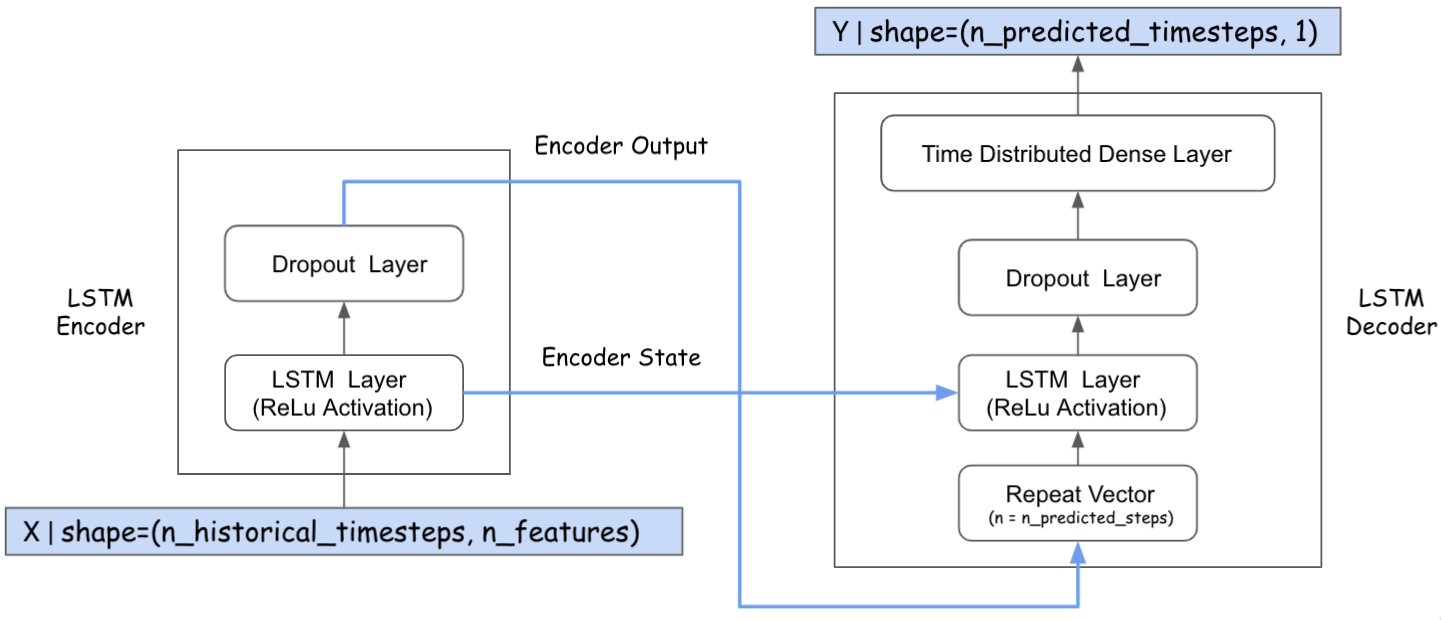 Y | shape=(n_predicted_timesteps, 1)
Encoder Output
Time Distributed Dense Layer
Dropout Layer
Dropout Layer
LSTM
Encoder
LSTM
Decoder
Encoder State
LSTM Layer
(ReLu Activation)
LSTM Layer
(ReLu Activation)
Repeat Vector
(n = n_predicted_steps)
X | shape=(n_historical_timesteps, n_features)